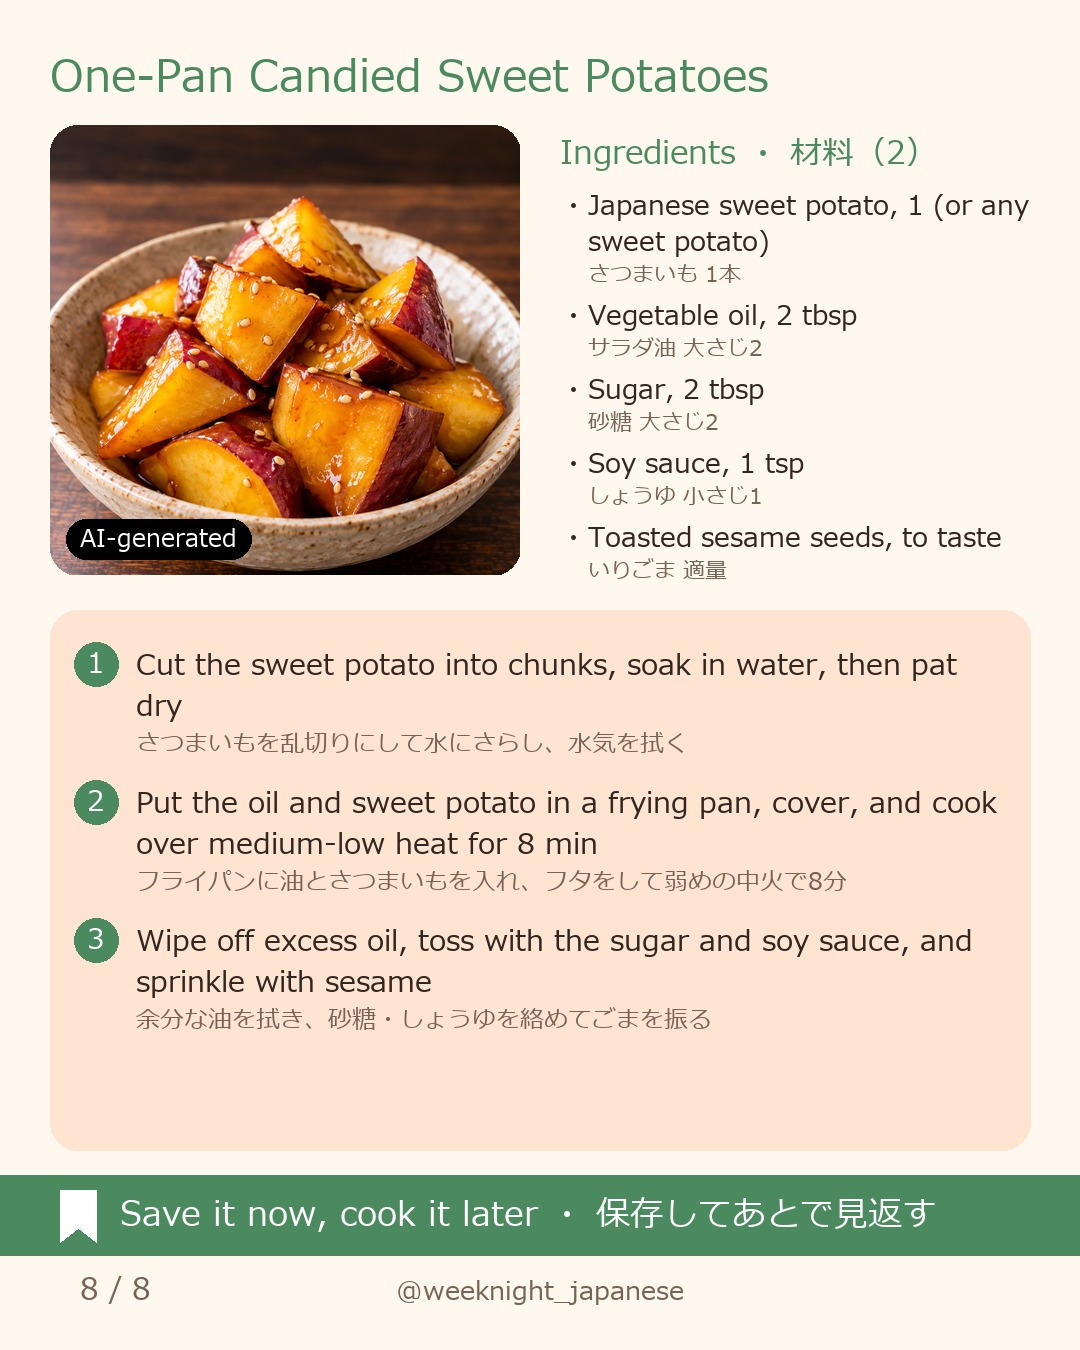 One-Pan Candied Sweet Potatoes
AI-generated
Ingredients ・ 材料（2）
・Japanese sweet potato, 1 (or any
sweet potato)
さつまいも 1本
・Vegetable oil, 2 tbsp
サラダ油 大さじ2
・Sugar, 2 tbsp
砂糖 大さじ2
・Soy sauce, 1 tsp
しょうゆ 小さじ1
・Toasted sesame seeds, to taste
いりごま 適量
1 Cut the sweet potato into chunks, soak in water, then pat
dry
さつまいもを乱切りにして水にさらし、水気を拭く
2 Put the oil and sweet potato in a frying pan, cover, and cook
over medium-low heat for 8 min
フライパンに油とさつまいもを入れ、フタをして弱めの中火で8分
3 Wipe off excess oil, toss with the sugar and soy sauce, and
sprinkle with sesame
余分な油を拭き、砂糖・しょうゆを絡めてごまを振る
Save it now, cook it later ・ 保存してあとで見返す
8 / 8
@weeknight_japanese